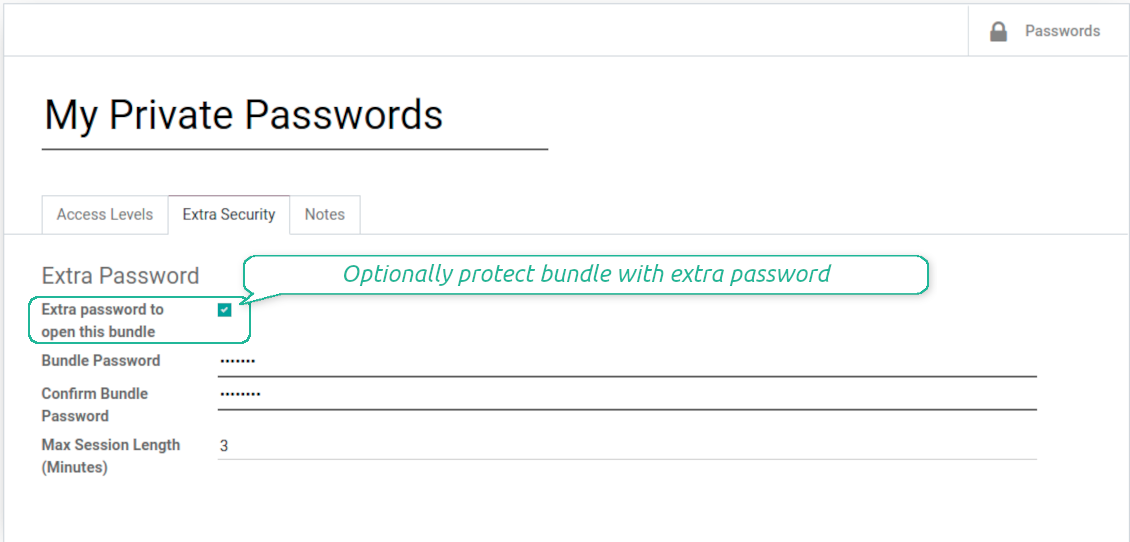 Passwords
My Private Passwords
Access Levels Extra Security Notes
Extra Password
Optionally protect bundle with extra password
Extra password to
open this bundle
Bundle Password •••••••
Confirm Bundle ••••••••
Password
Max Session Length 3
(Minutes)